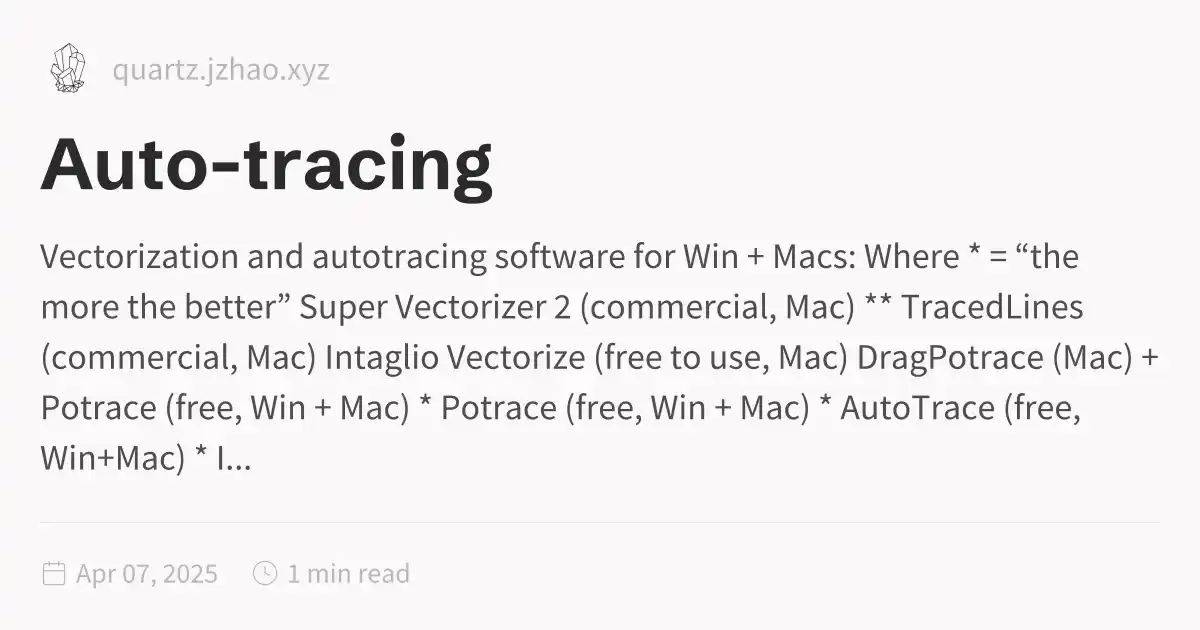 quartz.jzhao.xyz
Auto-tracing
Vectorization and autotracing software for Win + Macs: Where * = “the
more the better” Super Vectorizer 2 (commercial, Mac) ** TracedLines
(commercial, Mac) Intaglio Vectorize (free to use, Mac) DragPotrace (Mac) +
Potrace (free, Win + Mac) * Potrace (free, Win + Mac) * AutoTrace (free,
Win+Mac) * I...
Apr 07, 2025 1 min read